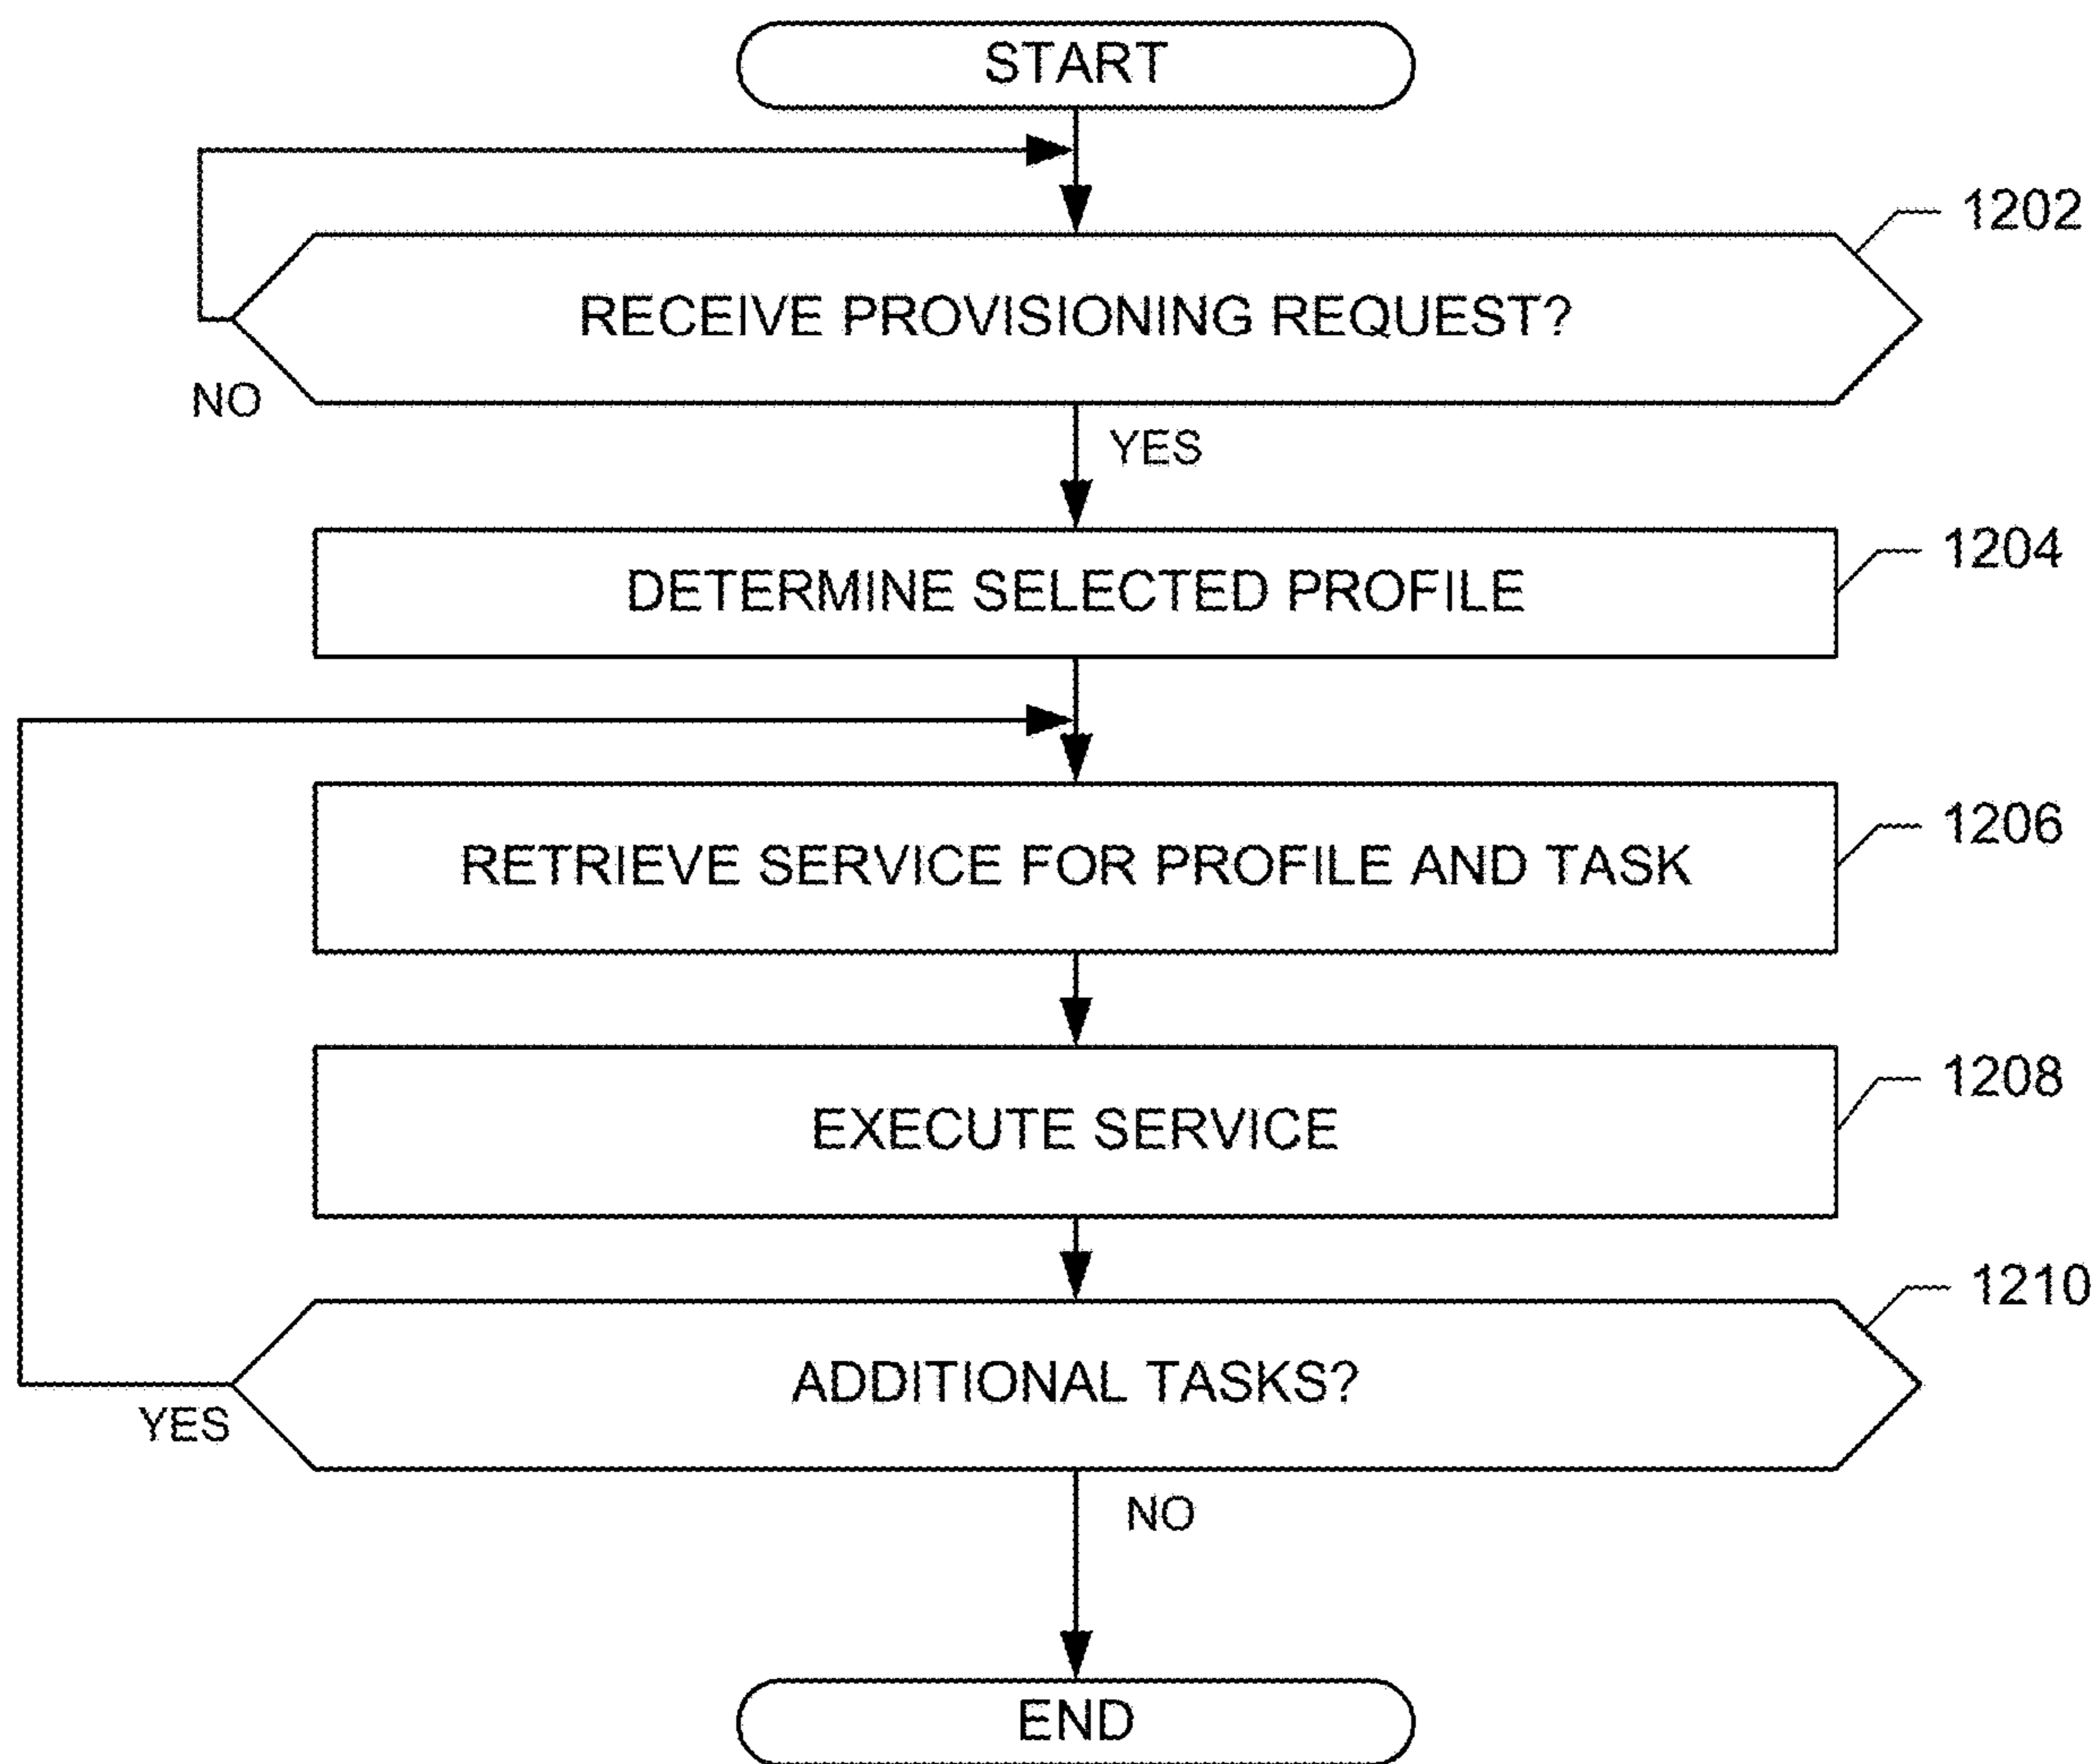 START
1202
RECEIVE PROVISIONING REQUEST?
NO
YES
1204
DETERMINE SELECTED PROFILE
1206
RETRIEVE SERVICE FOR PROFILE AND TASK
1208
EXECUTE SERVICE
1210
ADDITIONAL TASKS?
YES
NO
END